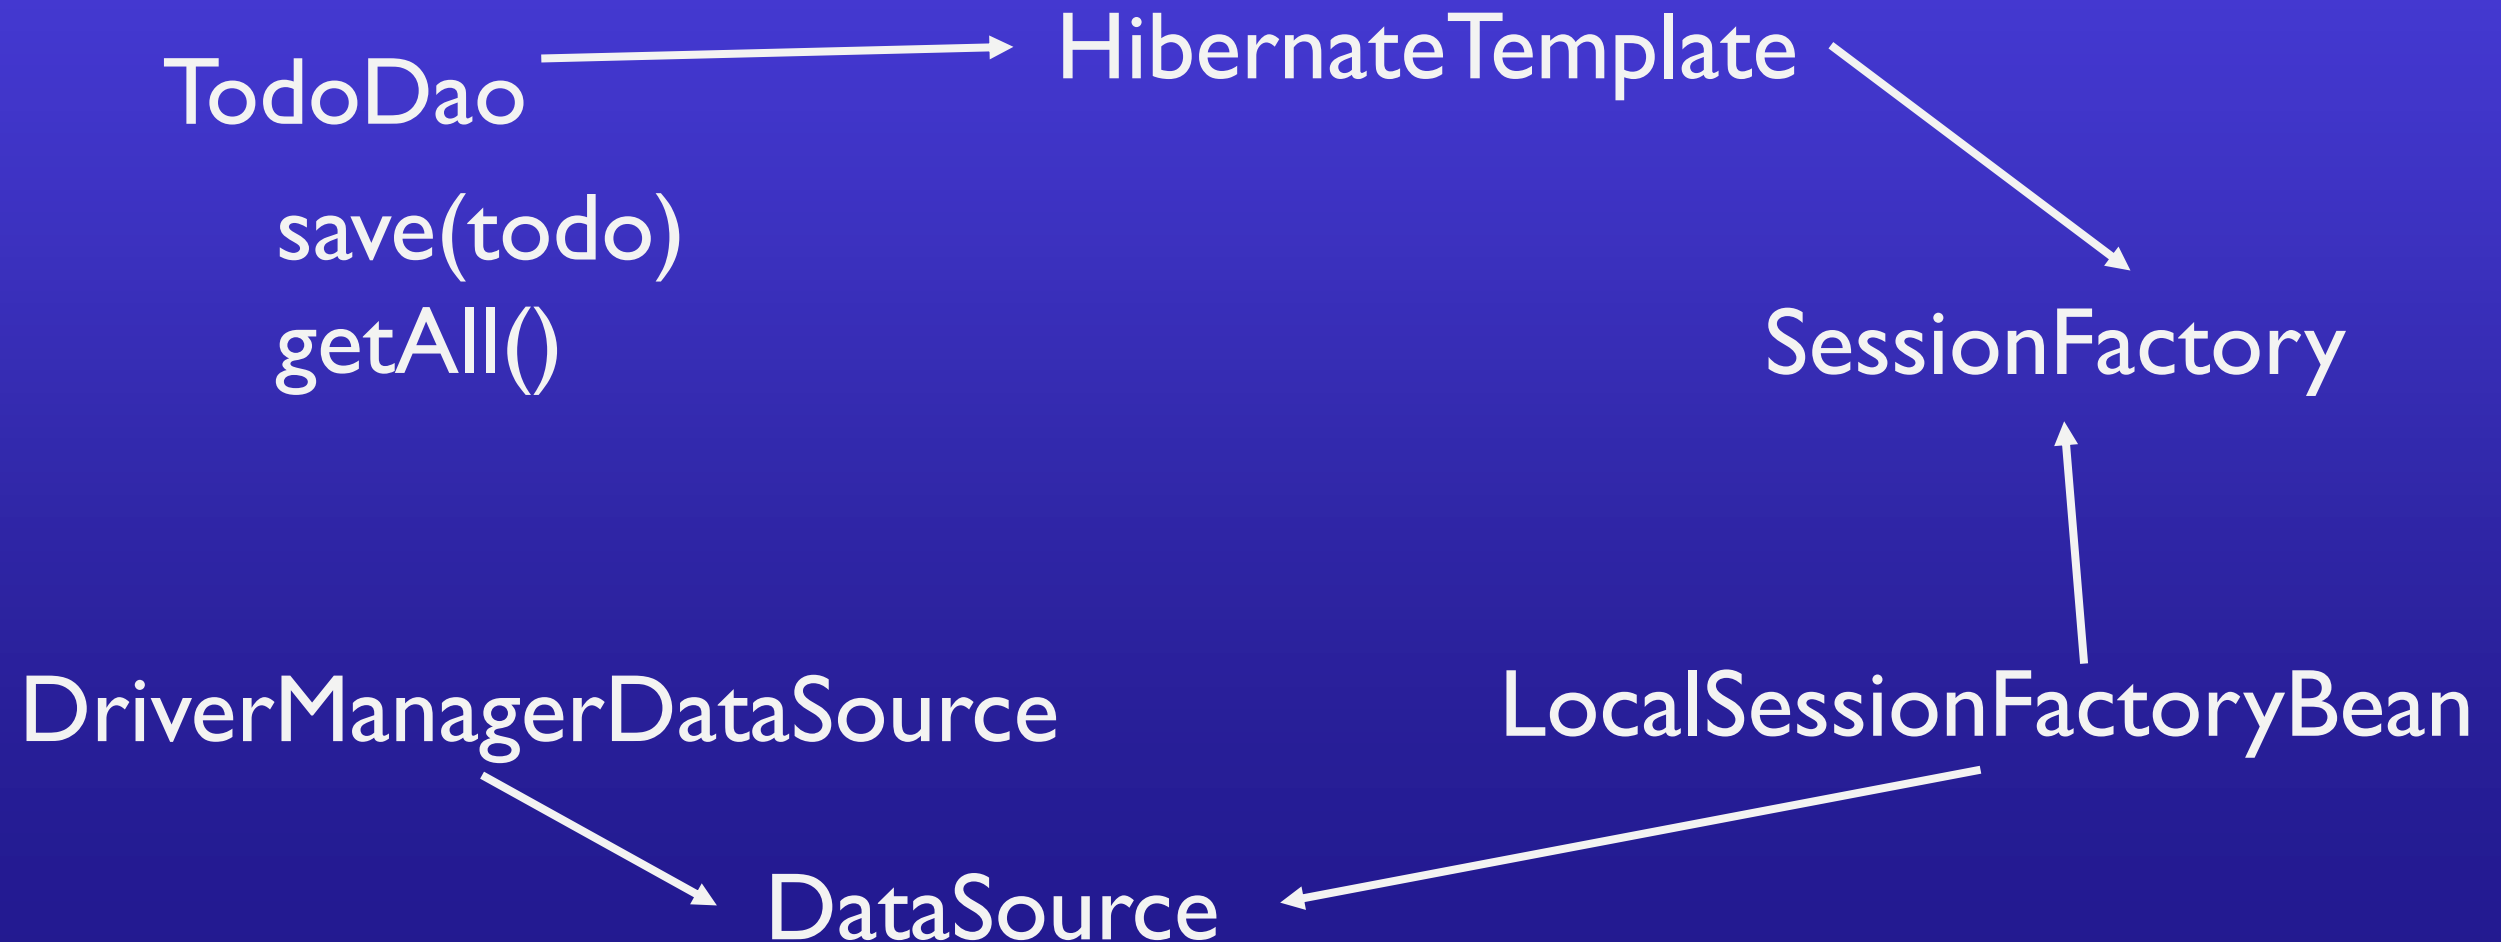 HibernateTemplate
TodoDao
save(todo)
getAll()
SessionFactory
DriverManagerDataSource
LocalSessionFactoryBean
DataSource